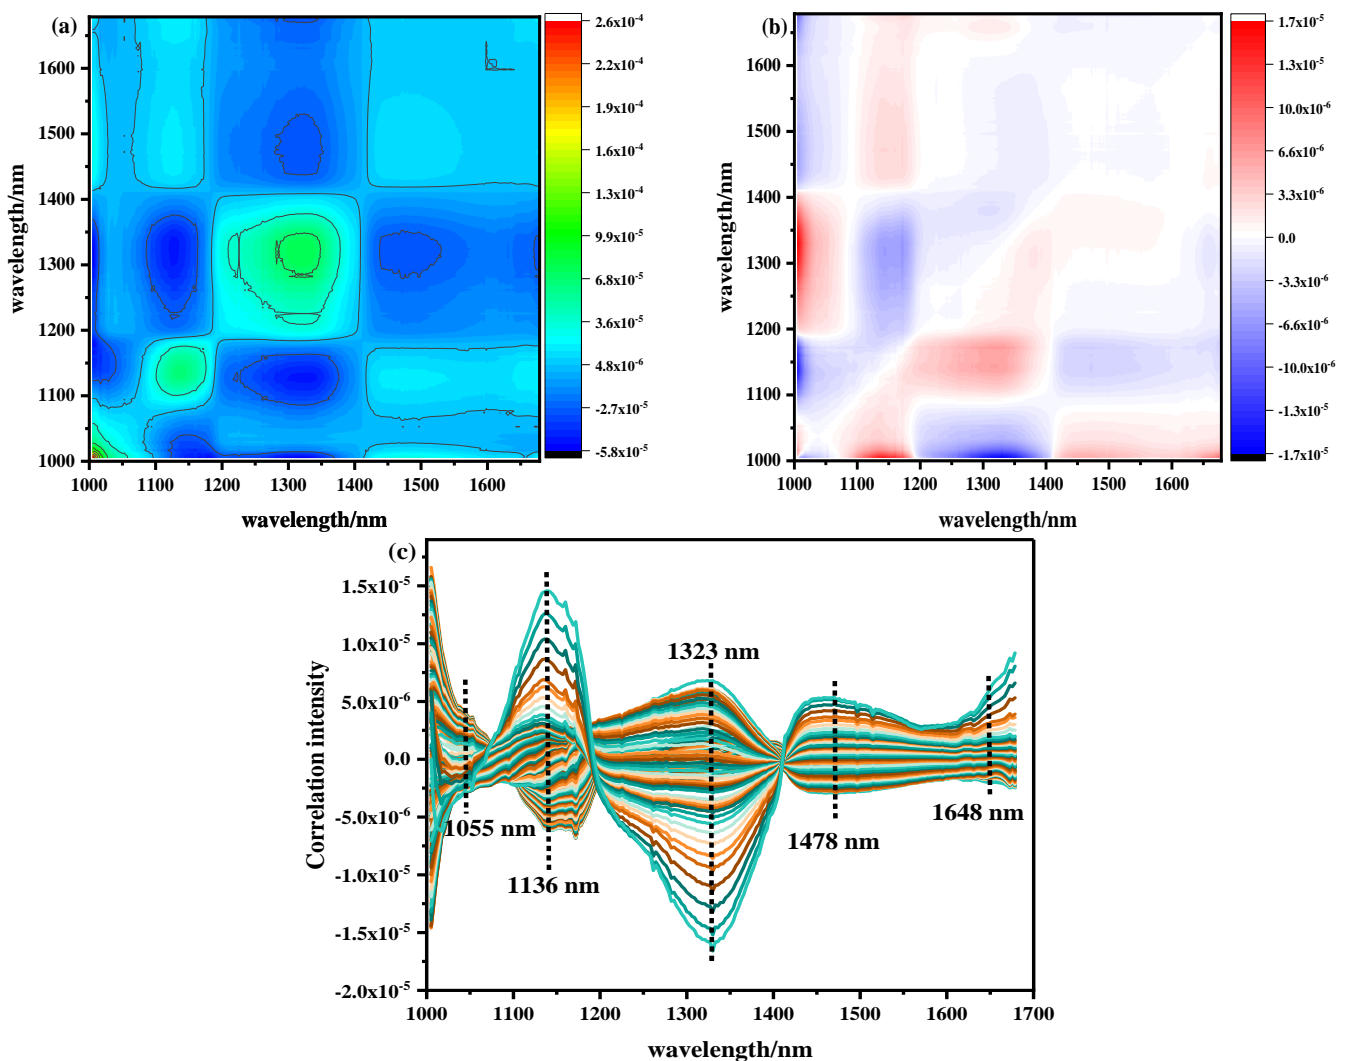 (a)
wavelength/nm
1600
1500
1400
1300
1200
1100
1000
1000 1100 1200 1300 1400 1500 1600
wavelength/nm
2.6x10⁻⁴
2.2x10⁻⁴
1.9x10⁻⁴
1.6x10⁻⁴
1.3x10⁻⁴
9.9x10⁻⁵
6.8x10⁻⁵
3.6x10⁻⁵
4.8x10⁻⁶
-2.7x10⁻⁵
-5.8x10⁻⁵
(b)
wavelength/nm
1600
1500
1400
1300
1200
1100
1000
1000 1100 1200 1300 1400 1500 1600
wavelength/nm
1.7x10⁻⁵
1.3x10⁻⁵
10.0x10⁻⁶
6.6x10⁻⁶
3.3x10⁻⁶
0.0
-3.3x10⁻⁶
-6.6x10⁻⁶
-10.0x10⁻⁶
-1.3x10⁻⁵
-1.7x10⁻⁵
(c)
Correlation intensity
1.5x10⁻⁵
1.0x10⁻⁵
5.0x10⁻⁶
0.0
-5.0x10⁻⁶
-1.0x10⁻⁵
-1.5x10⁻⁵
-2.0x10⁻⁵
1323 nm
1055 nm
1136 nm
1478 nm
1648 nm
1000 1100 1200 1300 1400 1500 1600 1700
wavelength/nm